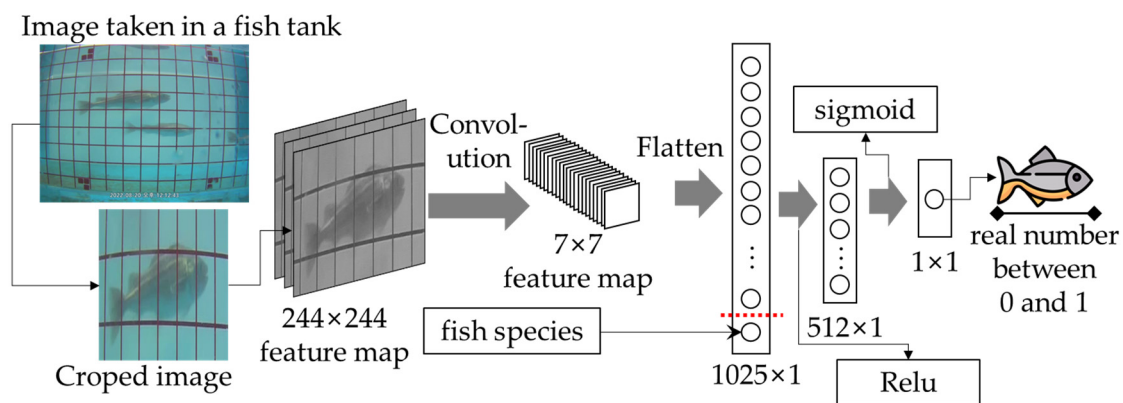 Image taken in a fish tank
Croped image
244×244
feature map
Convol-
ution
7×7
feature map
Flatten
fish species
1025×1
sigmoid
512×1
Relu
1×1
real number
between
0 and 1